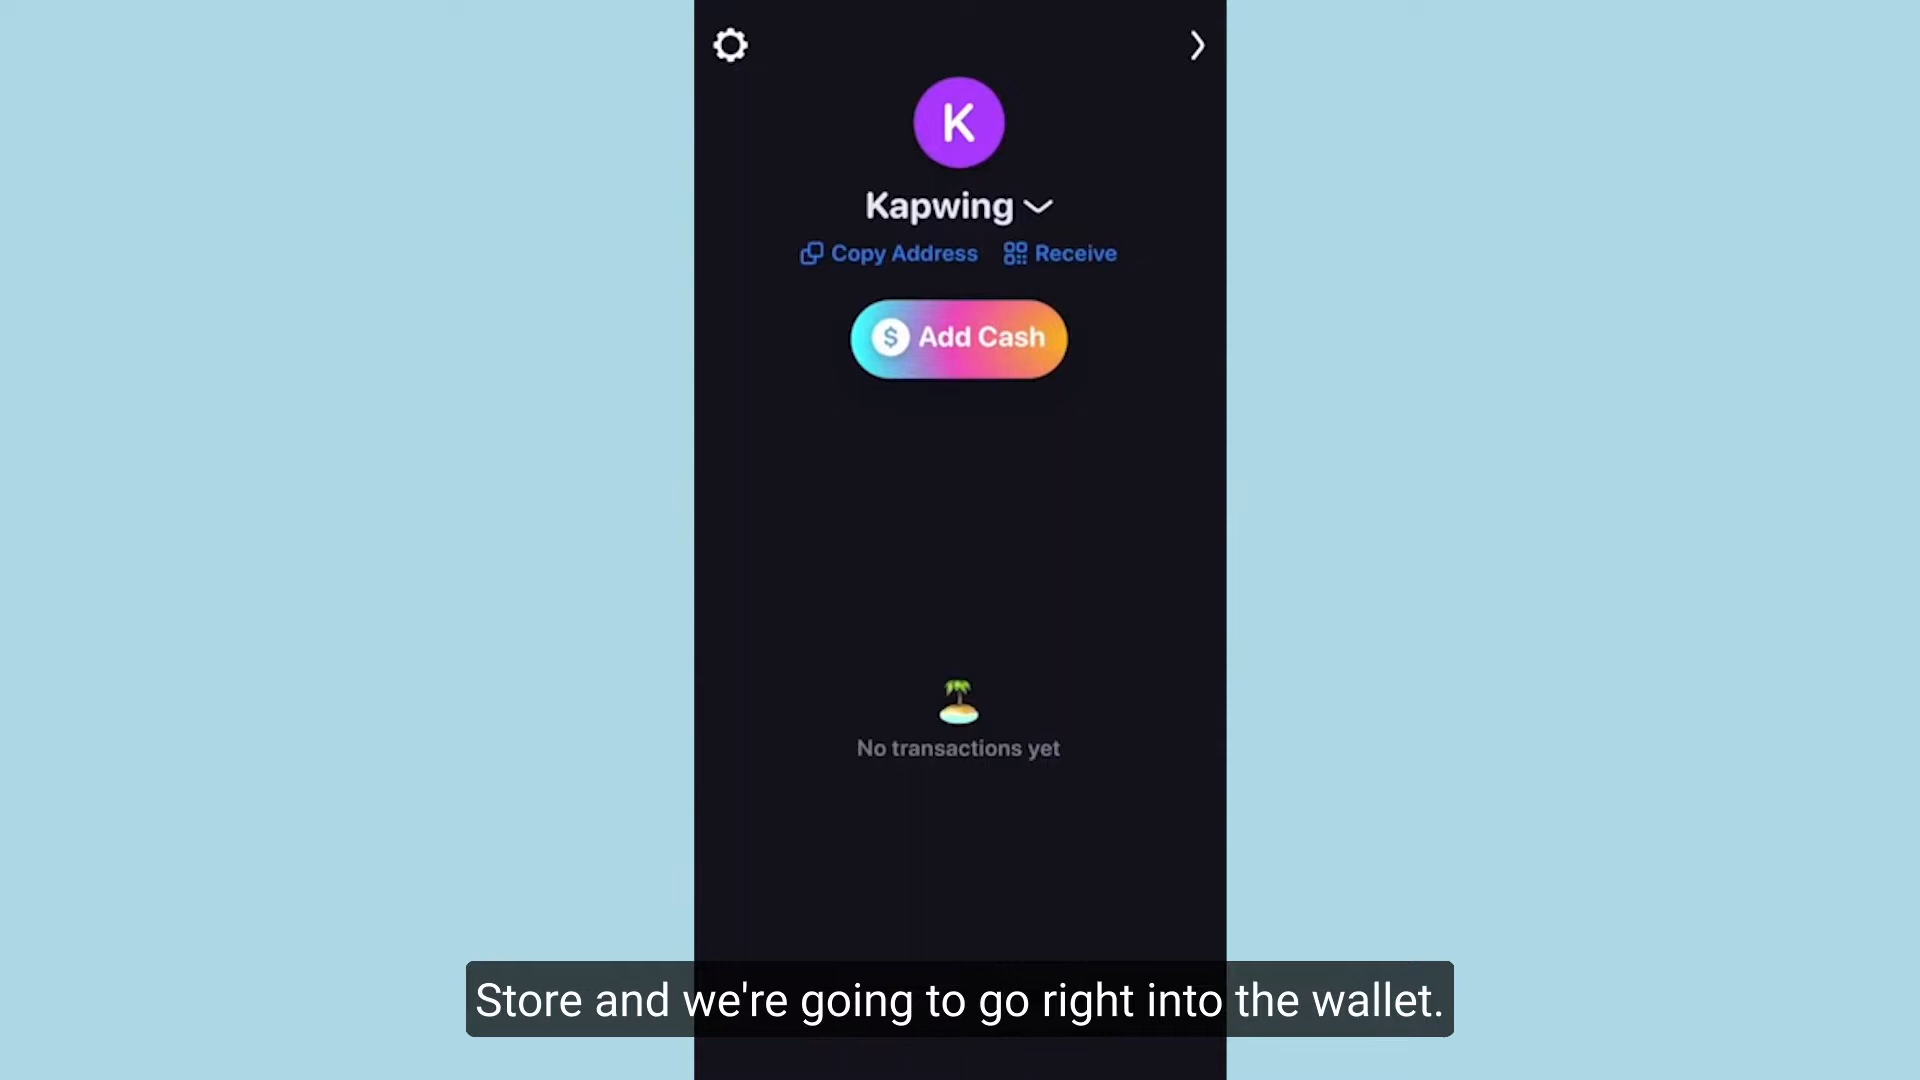 K
Kapwing
Copy Address Receive
$ Add Cash
No transactions yet
Store and we're going to go right into the wallet.